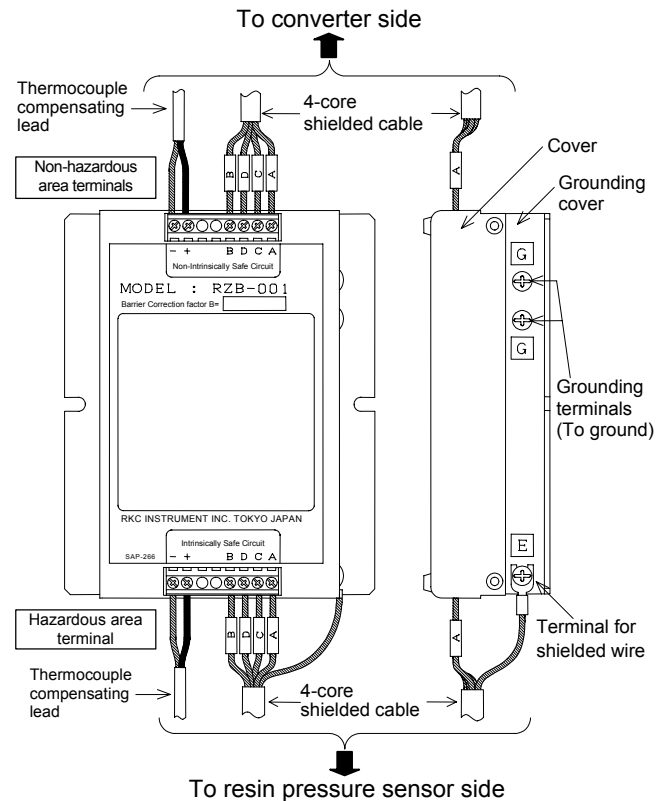 To converter side
Thermocouple
compensating
lead
4-core
shielded cable
Non-hazardous
area terminals
B D C A
A
Cover
Grounding
cover
− + B D C A
Non-Intrinsically Safe Circuit
MODEL : RZB-001
Barrier Correction factor B=
G
G
Grounding
terminals
(To ground)
RKC INSTRUMENT INC. TOKYO JAPAN
Intrinsically Safe Circuit
SAP-266 − + B D C A
E
Hazardous area
terminal
B D C A
A
Terminal for
shielded wire
Thermocouple
compensating
lead
4-core
shielded cable
To resin pressure sensor side